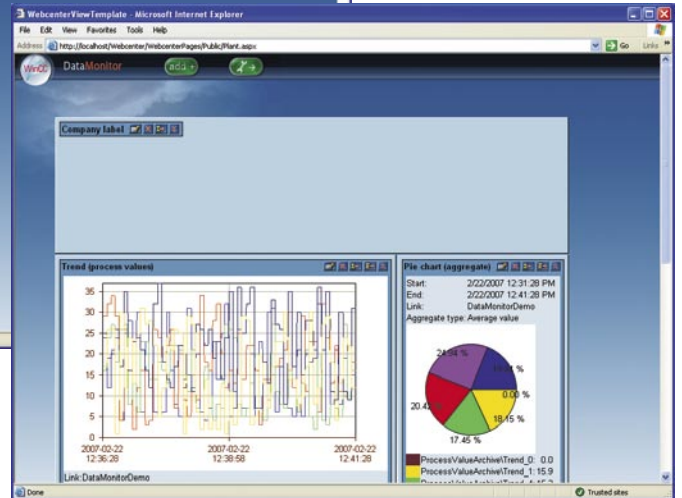 WebcenterViewTemplate - Microsoft Internet Explorer
File Edit View Favorites Tools Help
Address http://localhost/Webcenter/WebcenterPages/Public/Plant.aspx Go Links »
WinCC DataMonitor add +
Company label
Trend (process values)
35
30
25
20
15
10
5
0
2007-02-22 2007-02-22 2007-02-22
12:36:28 12:38:58 12:41:28
Link:DataMonitorDemo
Pie chart (aggregate)
Start: 2/22/2007 12:31:28 PM
End: 2/22/2007 12:41:28 PM
Link: DataMonitorDemo
Aggregate type: Average value
24.94 %
%
0.00 %
18.15 %
17.45 %
ProcessValueArchive\Trend_0: 0.0
ProcessValueArchive\Trend_1: 15.9
Done Trusted sites